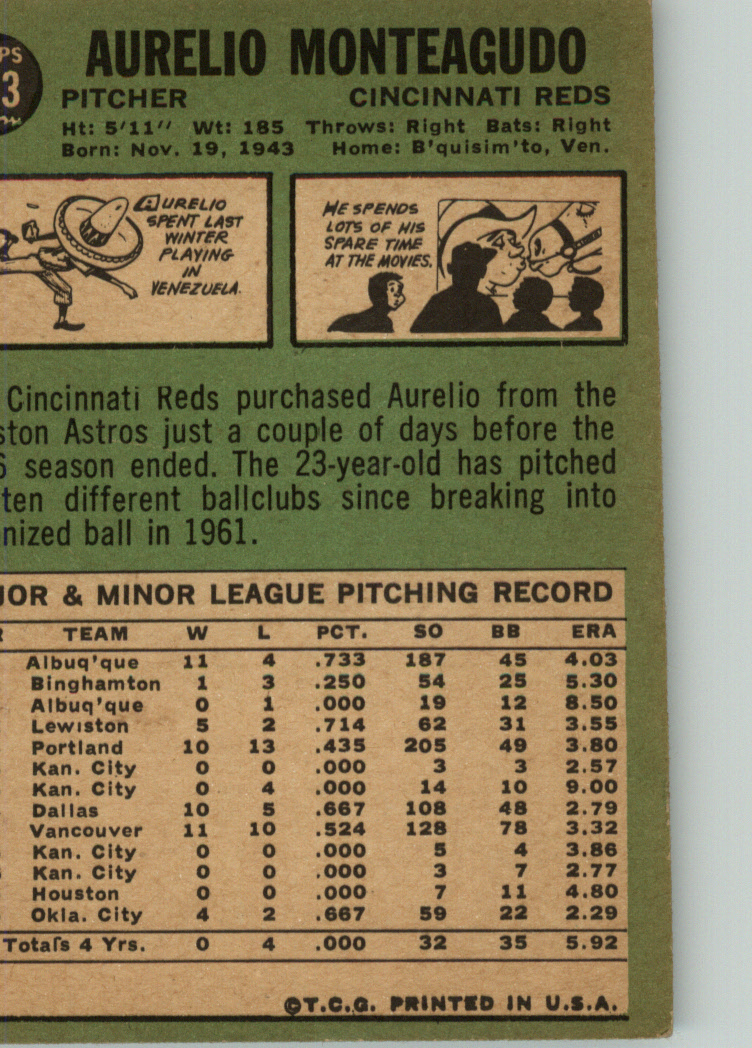 PS
3
AURELIO MONTEAGUDO
PITCHER CINCINNATI REDS
Ht: 5'11" Wt: 185 Throws: Right Bats: Right
Born: Nov. 19, 1943 Home: B'quisim'to, Ven.
AURELIO
SPENT LAST
WINTER
PLAYING
IN
VENEZUELA.
HE SPENDS
LOTS OF HIS
SPARE TIME
AT THE MOVIES.
Cincinnati Reds purchased Aurelio from the
ston Astros just a couple of days before the
6 season ended. The 23-year-old has pitched
ten different ballclubs since breaking into
nized ball in 1961.
JOR & MINOR LEAGUE PITCHING RECORD
R TEAM W L PCT. SO BB ERA
Albuq'que 11 4 .733 187 45 4.03
Binghamton 1 3 .250 54 25 5.30
Albuq'que 0 1 .000 19 12 8.50
Lewiston 5 2 .714 62 31 3.55
Portland 10 13 .435 205 49 3.80
Kan. City 0 0 .000 3 3 2.57
Kan. City 0 4 .000 14 10 9.00
Dallas 10 5 .667 108 48 2.79
Vancouver 11 10 .524 128 78 3.32
Kan. City 0 0 .000 5 4 3.86
Kan. City 0 0 .000 3 7 2.77
Houston 0 0 .000 7 11 4.80
Okla. City 4 2 .667 59 22 2.29
Totals 4 Yrs. 0 4 .000 32 35 5.92
©T.C.G. PRINTED IN U.S.A.